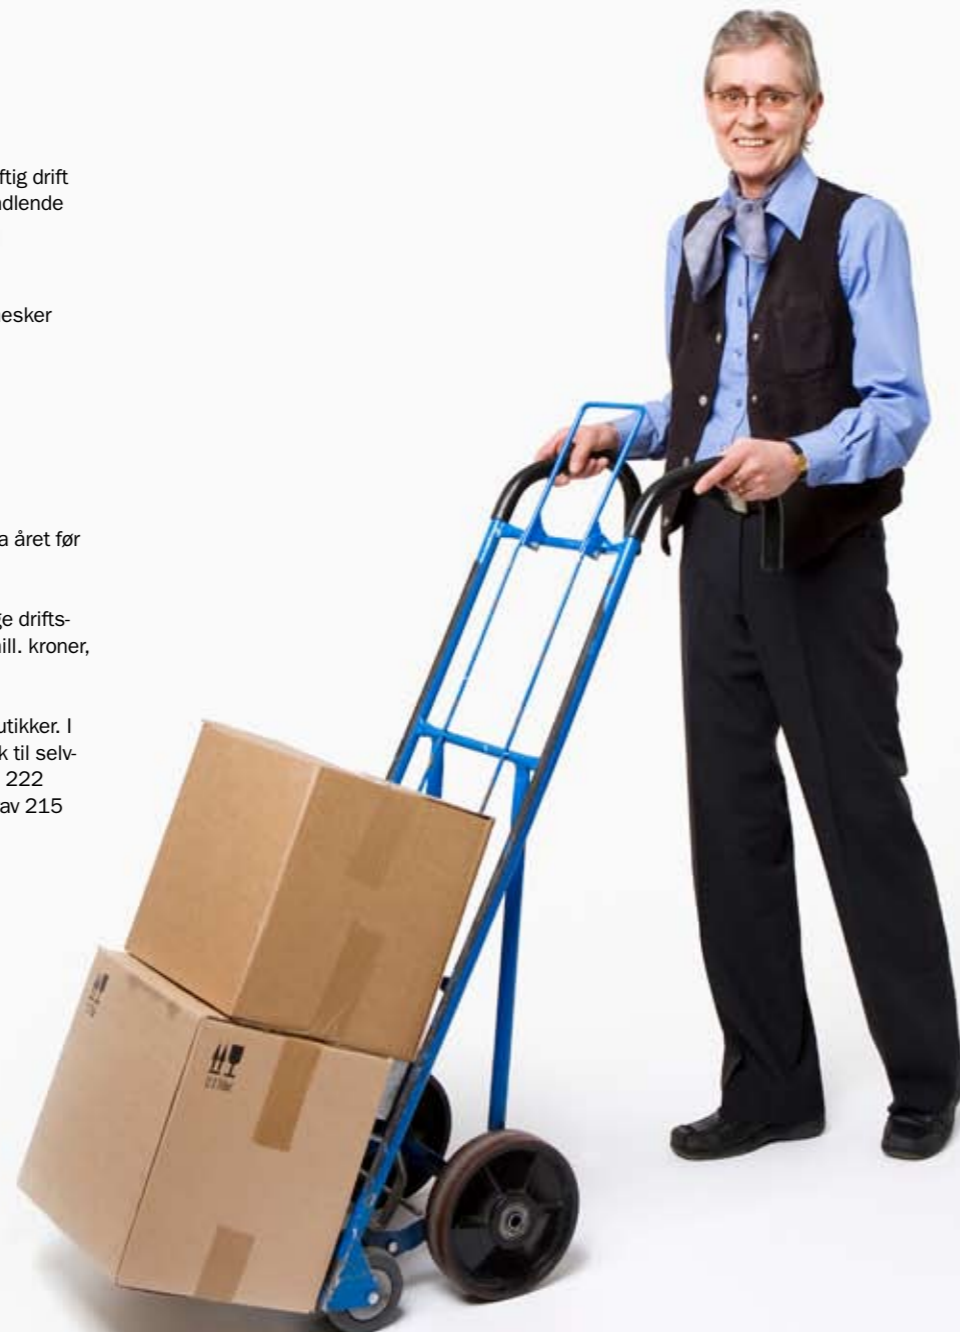 ftig drift
dlende
esker
a året før
ge drifts-
ill. kroner,
utikker. I
k til selv-
222
av 215